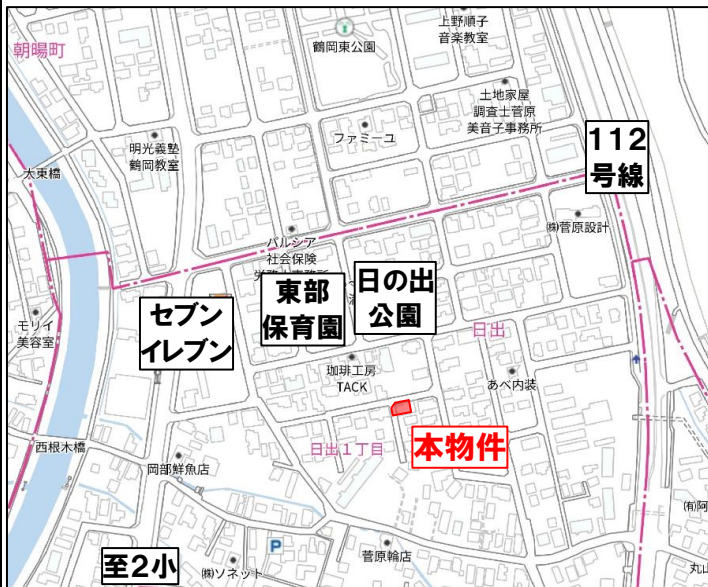 上野順子
音楽教室
鶴岡東公園
朝暘町
土地家屋
調査士菅原
美音子事務所
ファミーユ
112
号線
明光義塾
鶴岡教室
大東橋
㈱菅原設計
パルシア
社会保険
東部
保育園
日の出
公園
セブン
イレブン
モリイ
美容室
日出
珈琲工房
TACK
あべ内装
本物件
日出1丁目
西根木橋
岡部鮮魚店
P
菅原輪店
至2小
㈱ソネット
(有)阿
丸山